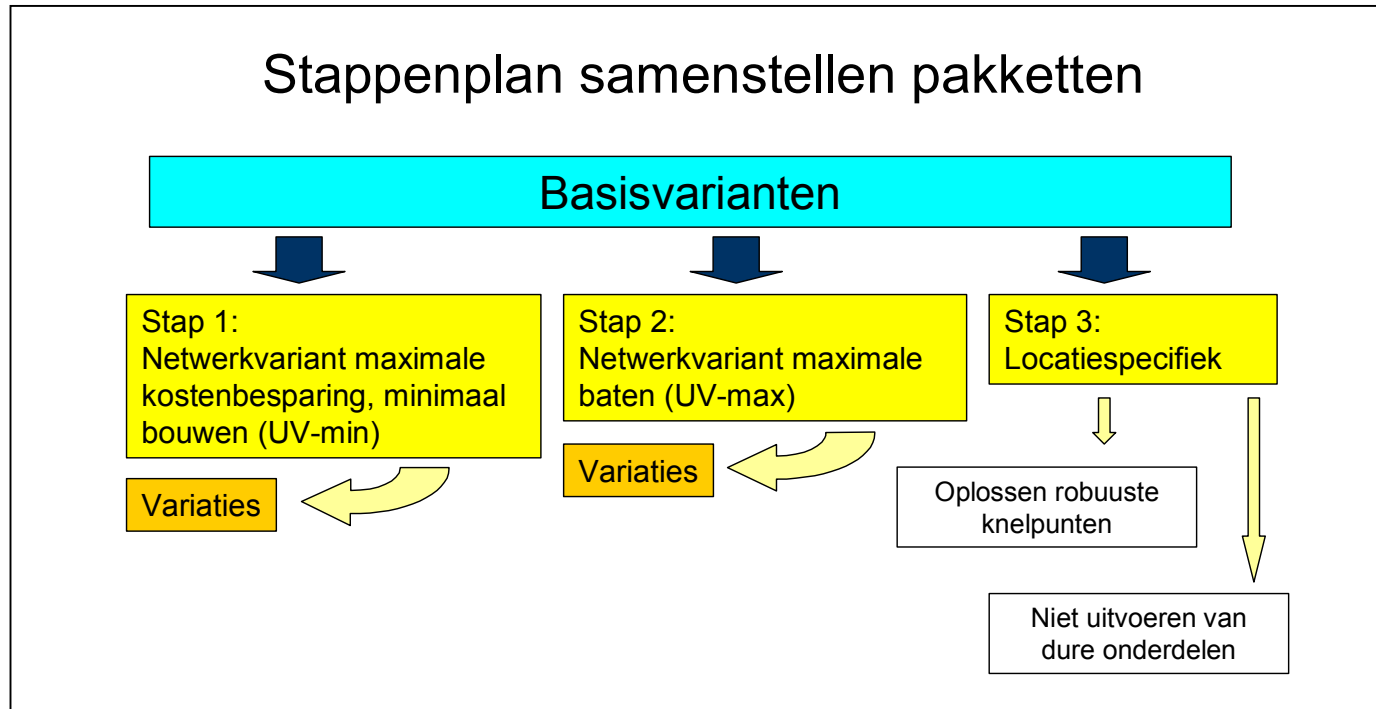 Stappenplan samenstellen pakketten
Basisvarianten
Stap 1:
Netwerkvariant maximale
kostenbesparing, minimaal
bouwen (UV-min)
Variaties
Stap 2:
Netwerkvariant maximale
baten (UV-max)
Variaties
Stap 3:
Locatiespecifiek
Oplossen robuuste
knelpunten
Niet uitvoeren van
dure onderdelen